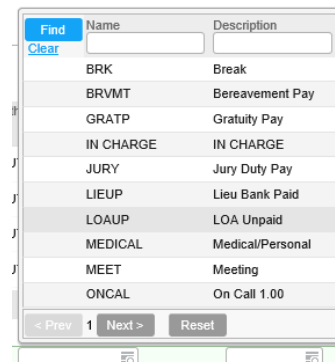 Find Name Description
Clear
BRK Break
BRVMT Bereavement Pay
GRATP Gratuity Pay
IN CHARGE IN CHARGE
JURY Jury Duty Pay
LIEUP Lieu Bank Paid
LOAUP LOA Unpaid
MEDICAL Medical/Personal
MEET Meeting
ONCAL On Call 1.00
< Prev 1 Next > Reset